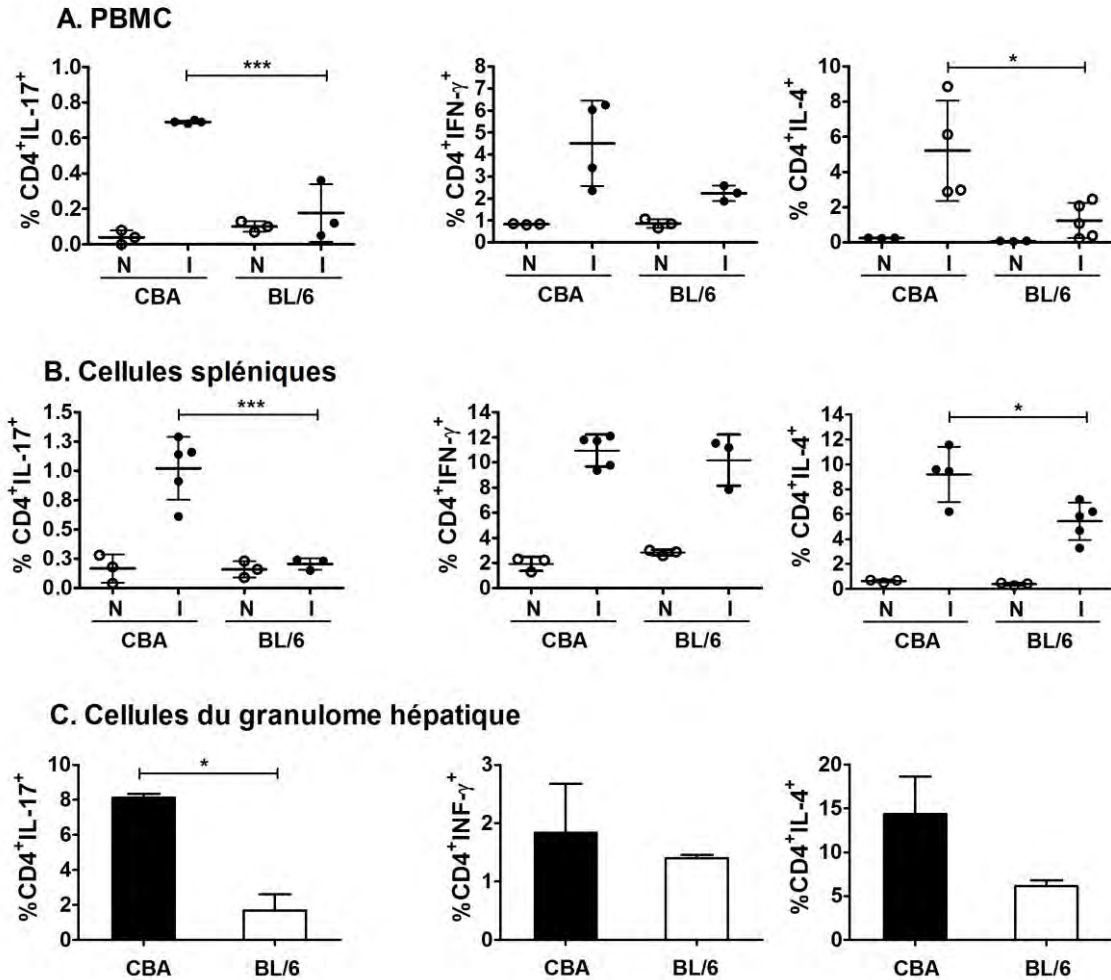 A. PBMC
% CD4⁺IL-17⁺
1.0
0.8
0.6
0.4
0.2
0.0
***
N I N I
CBA BL/6
% CD4⁺IFN-γ⁺
8
7
6
5
4
3
2
1
0
N I N I
CBA BL/6
% CD4⁺IL-4⁺
10
8
6
4
2
0
*
N I N I
CBA BL/6
B. Cellules spléniques
% CD4⁺IL-17⁺
1.5
1.3
1.0
0.8
0.5
0.3
0.0
***
N I N I
CBA BL/6
% CD4⁺IFN-γ⁺
14
12
10
8
6
4
2
0
N I N I
CBA BL/6
% CD4⁺IL-4⁺
14
12
10
8
6
4
2
0
*
N I N I
CBA BL/6
C. Cellules du granulome hépatique
%CD4⁺IL-17⁺
10
8
6
4
2
0
*
CBA BL/6
%CD4⁺INF-γ⁺
3
2
1
0
CBA BL/6
%CD4⁺IL-4⁺
20
15
10
5
0
CBA BL/6